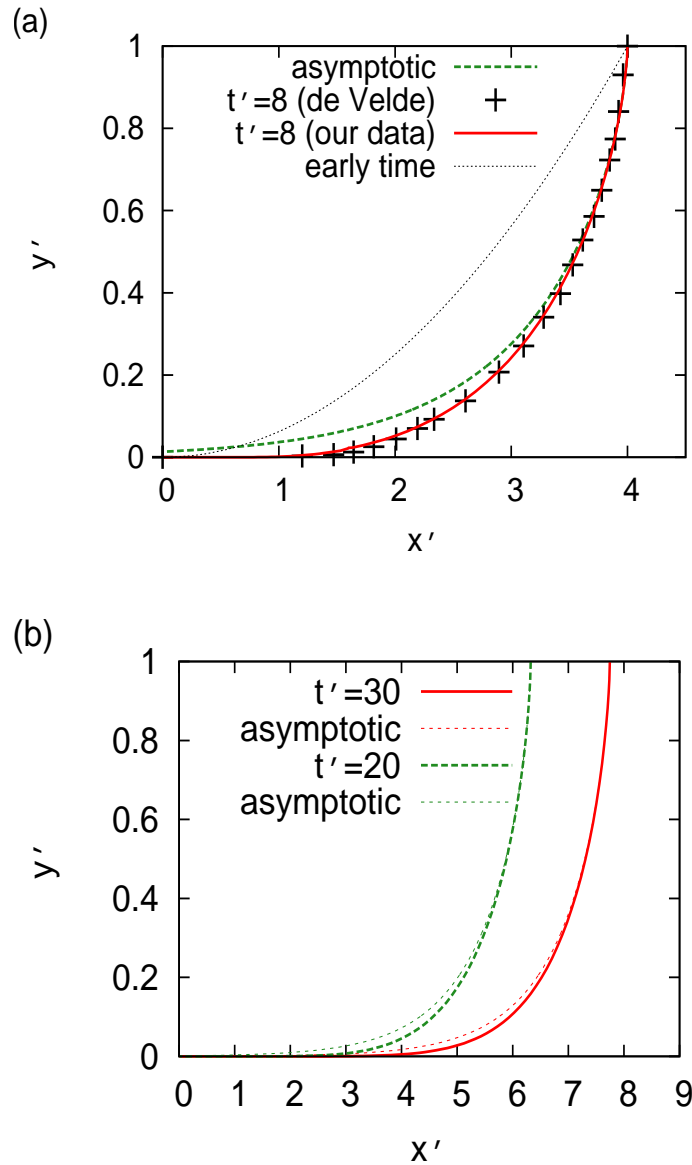 (a)
1
0.8
0.6
0.4
0.2
0
y ′
asymptotic
t ′=8 (de Velde)
t ′=8 (our data)
early time
0 1 2 3 4
x ′
(b)
1
0.8
0.6
0.4
0.2
0
y ′
t ′=30
asymptotic
t ′=20
asymptotic
0 1 2 3 4 5 6 7 8 9
x ′